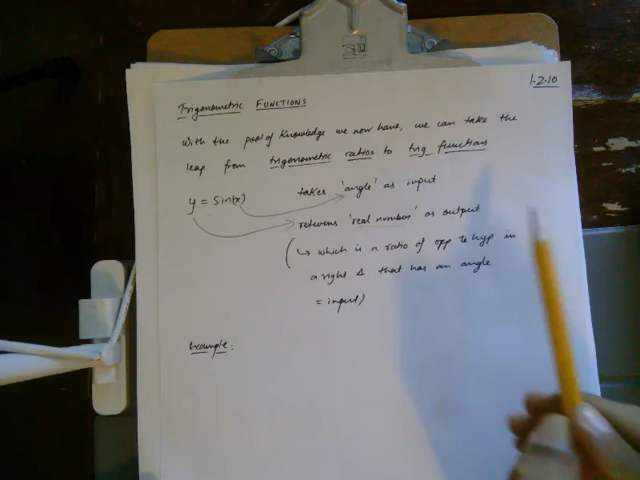 1.2.10
Trigonometric FUNCTIONS
With the pool of knowledge we now have, we can take the
leap from trigonometric ratios to trig functions
y = Sin(x) takes 'angle' as input
returns 'real number' as output
(↳ which is a ratio of opp to hyp in
a right Δ that has an angle
= input)
Example: